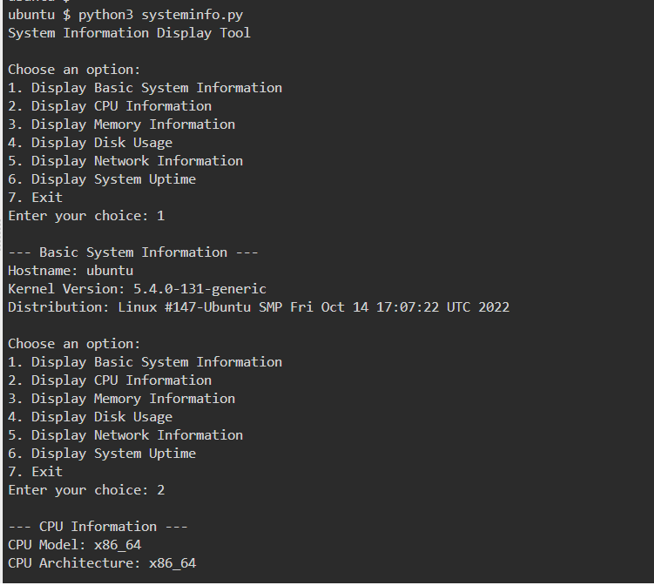 ubuntu $ python3 systeminfo.py
System Information Display Tool
Choose an option:
1. Display Basic System Information
2. Display CPU Information
3. Display Memory Information
4. Display Disk Usage
5. Display Network Information
6. Display System Uptime
7. Exit
Enter your choice: 1
--- Basic System Information ---
Hostname: ubuntu
Kernel Version: 5.4.0-131-generic
Distribution: Linux #147-Ubuntu SMP Fri Oct 14 17:07:22 UTC 2022
Choose an option:
1. Display Basic System Information
2. Display CPU Information
3. Display Memory Information
4. Display Disk Usage
5. Display Network Information
6. Display System Uptime
7. Exit
Enter your choice: 2
--- CPU Information ---
CPU Model: x86_64
CPU Architecture: x86_64